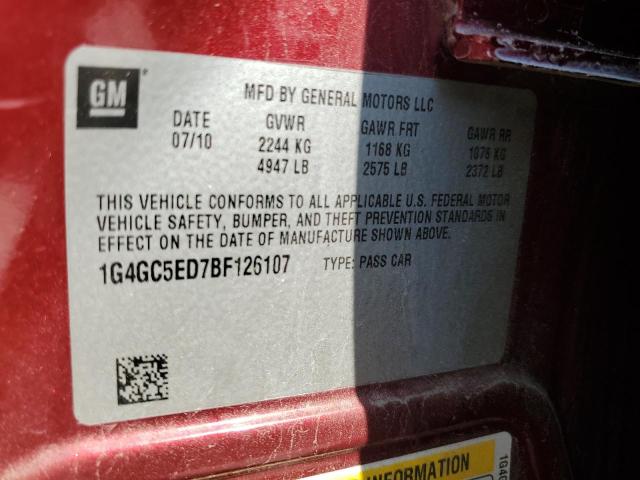 GM
MFD BY GENERAL MOTORS LLC
DATE GVWR GAWR FRT GAWR RR
07/10 2244 KG 1168 KG 1076 KG
4947 LB 2575 LB 2372 LB
THIS VEHICLE CONFORMS TO ALL APPLICABLE U.S. FEDERAL MOTOR
VEHICLE SAFETY, BUMPER, AND THEFT PREVENTION STANDARDS IN
EFFECT ON THE DATE OF MANUFACTURE SHOWN ABOVE.
1G4GC5ED7BF126107 TYPE: PASS CAR
INFORMATION
1G4G